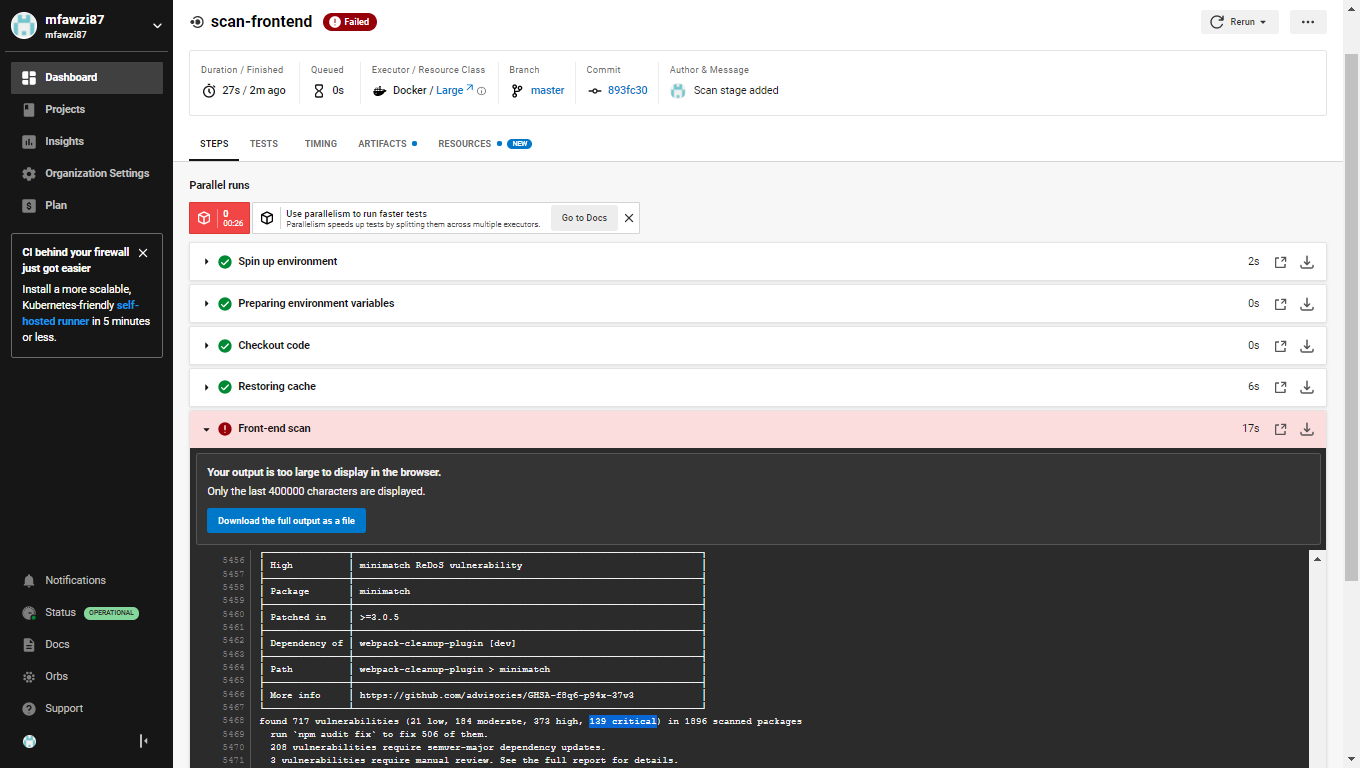 mfawzi87
mfawzi87
Dashboard
Projects
Insights
Organization Settings
Plan
CI behind your firewall
just got easier
Install a more scalable,
Kubernetes-friendly self-
hosted runner in 5 minutes
or less.
Notifications
Status OPERATIONAL
Docs
Orbs
Support
scan-frontend Failed
Rerun
Duration / Finished
27s / 2m ago
Queued
0s
Executor / Resource Class
Docker / Large
Branch
master
Commit
893fc30
Author & Message
Scan stage added
STEPS TESTS TIMING ARTIFACTS RESOURCES NEW
Parallel runs
0
00:26
Use parallelism to run faster tests
Parallelism speeds up tests by splitting them across multiple executors.
Go to Docs
Spin up environment 2s
Preparing environment variables 0s
Checkout code 0s
Restoring cache 6s
Front-end scan 17s
Your output is too large to display in the browser.
Only the last 400000 characters are displayed.
Download the full output as a file
5456
High minimatch ReDoS vulnerability
5457
5458
Package minimatch
5459
5460
Patched in >=3.0.5
5461
5462
Dependency of webpack-cleanup-plugin [dev]
5463
5464
Path webpack-cleanup-plugin > minimatch
5465
5466
More info https://github.com/advisories/GHSA-f8q6-p94x-37v3
5467
5468 found 717 vulnerabilities (21 low, 184 moderate, 373 high, 139 critical) in 1896 scanned packages
5469 run `npm audit fix` to fix 506 of them.
5470 208 vulnerabilities require semver-major dependency updates.
5471 3 vulnerabilities require manual review. See the full report for details.